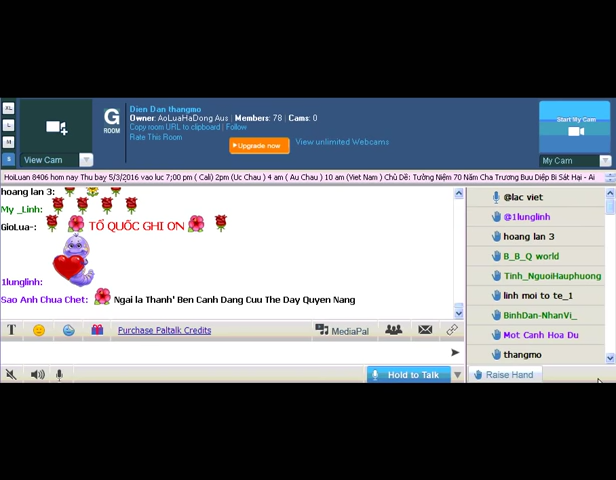 XL
L
M
S
View Cam
G
ROOM
Dien Dan thangmo
Owner: AoLuaHaDong Aus | Members: 78 | Cams: 0
Copy room URL to clipboard | Follow
Rate This Room
Upgrade now
View unlimited Webcams
Start My Cam
My Cam
HoiLuan 8406 hom nay Thu bay 5/3/2016 vao luc 7;00 pm ( Cali) 2pm (Uc Chau ) 4 am ( Au Chau ) 10 am (Viet Nam ) Chủ Đề: Tưởng Niệm 70 Năm Cha Trương Bưu Diệp Bi Sát Hại - Ai
hoang lan 3:
My _Linh:
GioLua-: TỔ QUỐC GHI ƠN
1lunglinh:
Sao Anh Chua Chet: Ngai la Thanh' Ben Canh Dang Cuu The Day Quyen Nang
T
Purchase Paltalk Credits
MediaPal
Hold to Talk
@lac viet
@1lunglinh
hoang lan 3
B_B_Q world
Tinh_NguoiHauphuong
linh moi to te_1
BinhDan-NhanVi_
Mot Canh Hoa Du
thangmo
Raise Hand